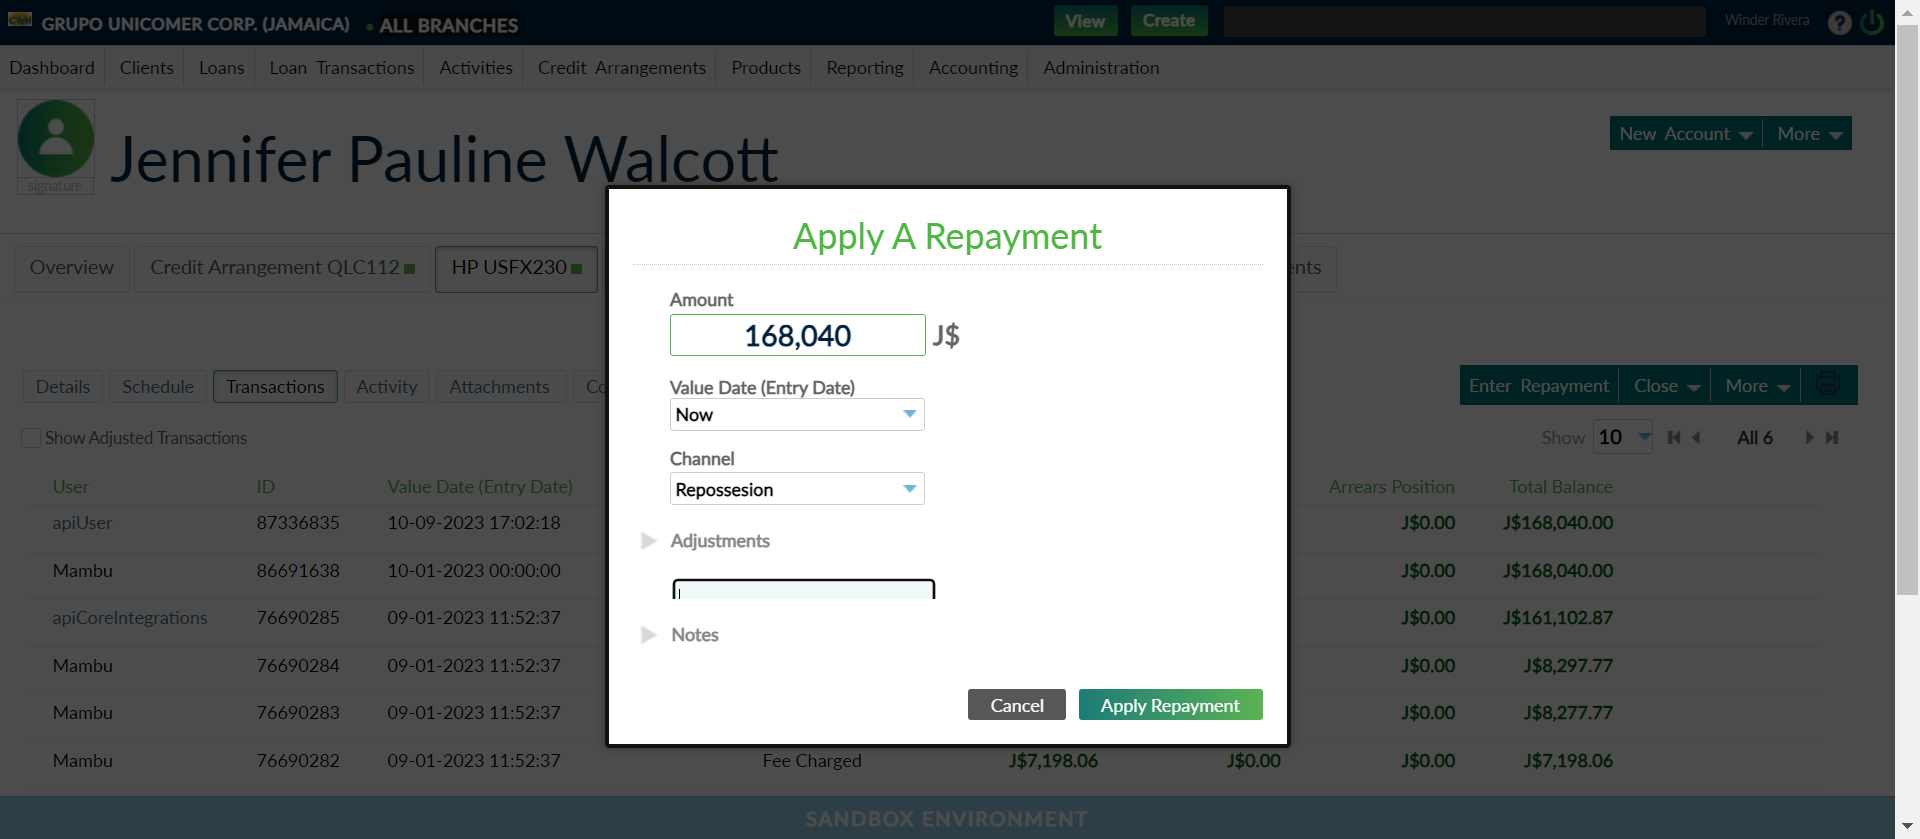 GRUPO UNICOMER CORP. (JAMAICA) ALL BRANCHES View Create Winder Rivera ?
Dashboard Clients Loans Loan Transactions Activities Credit Arrangements Products Reporting Accounting Administration
signature
Jennifer Pauline Walcott
New Account More
Overview Credit Arrangement QLC112 HP USFX230 ents
Details Schedule Transactions Activity Attachments Co
Enter Repayment Close More
Show Adjusted Transactions
Show 10 All 6
User ID Value Date (Entry Date) Arrears Position Total Balance
apiUser 87336835 10-09-2023 17:02:18 J$0.00 J$168,040.00
Mambu 86691638 10-01-2023 00:00:00 J$0.00 J$168,040.00
apiCoreIntegrations 76690285 09-01-2023 11:52:37 J$0.00 J$161,102.87
Mambu 76690284 09-01-2023 11:52:37 J$0.00 J$8,297.77
Mambu 76690283 09-01-2023 11:52:37 J$0.00 J$8,277.77
Mambu 76690282 09-01-2023 11:52:37 Fee Charged J$7,198.06 J$0.00 J$0.00 J$7,198.06
Apply A Repayment
Amount
168,040 J$
Value Date (Entry Date)
Now
Channel
Repossesion
Adjustments
Notes
Cancel Apply Repayment
SANDBOX ENVIRONMENT